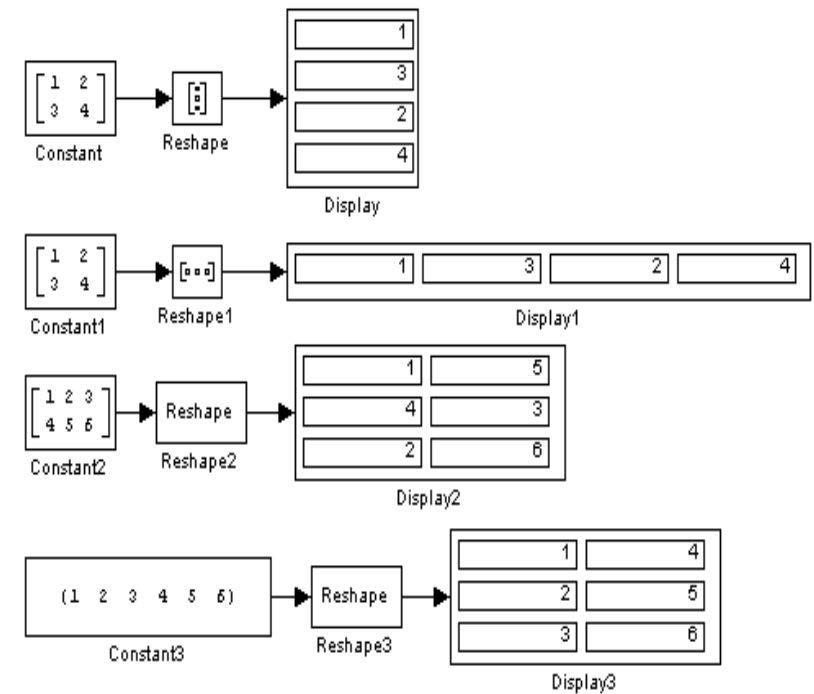 1
1 2
3
3 4
2
4
Constant
Reshape
Display
1 2
3 4
1 3 2 4
Constant1
Reshape1
Display1
1 2 3
4 5 6
Reshape
1 5
4 3
2 6
Constant2
Reshape2
Display2
(1 2 3 4 5 6)
Reshape
1 4
2 5
3 6
Constant3
Reshape3
Display3